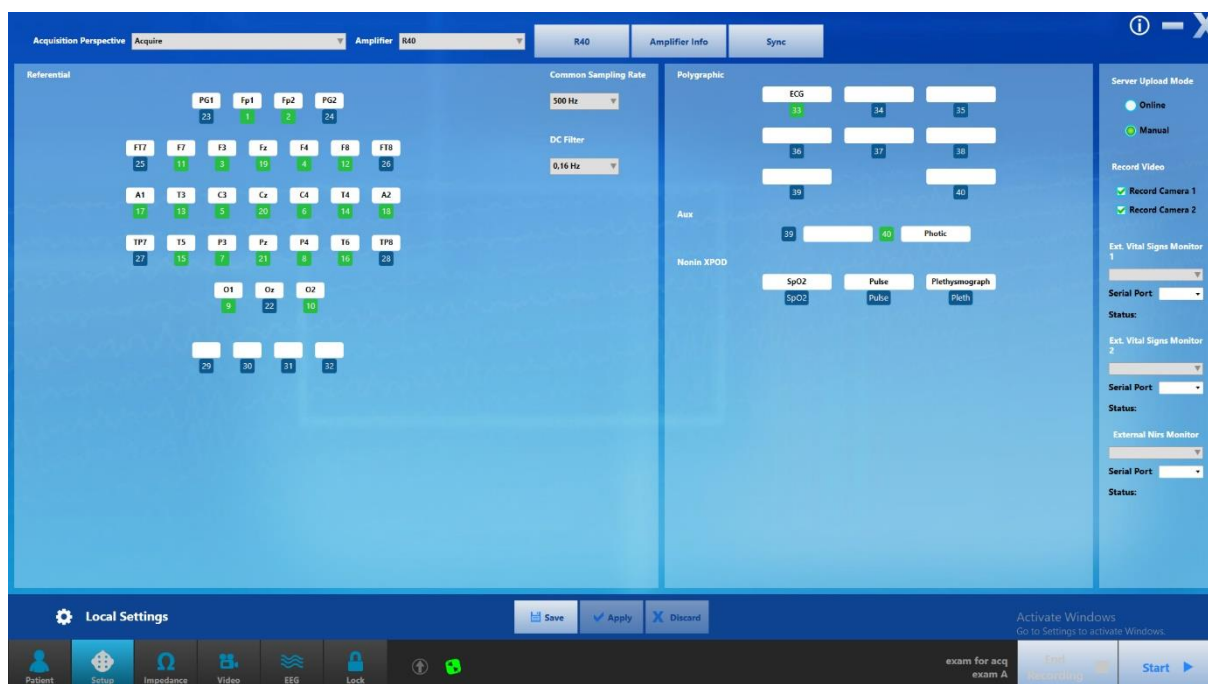 Acquisition Perspective Acquire Amplifier R40 R40 Amplifier Info Sync
Referential
Common Sampling Rate
500 Hz
DC Filter
0,16 Hz
PG1 Fp1 Fp2 PG2
23 1 2 24
FT7 F7 F3 Fz F4 F8 FT8
25 11 3 19 4 12 26
A1 T3 C3 Cz C4 T4 A2
17 13 5 20 6 14 18
TP7 T5 P3 Pz P4 T6 TP8
27 15 7 21 8 16 28
O1 Oz O2
9 22 10
29 30 31 32
Polygraphic
ECG
33 34 35
36 37 38
39 40
Aux
39 40 Photic
Nonin XPOD
SpO2 Pulse Plethysmograph
SpO2 Pulse Pleth
Server Upload Mode
Online
Manual
Record Video
Record Camera 1
Record Camera 2
Ext. Vital Signs Monitor
1
Serial Port
Status:
Ext. Vital Signs Monitor
2
Serial Port
Status:
External Nirs Monitor
Serial Port
Status:
Local Settings
Save Apply X Discard
Activate Windows
Go to Settings to activate Windows.
Patient Setup Impedance Video EEG Lock
exam for acq
exam A
Recording
Start